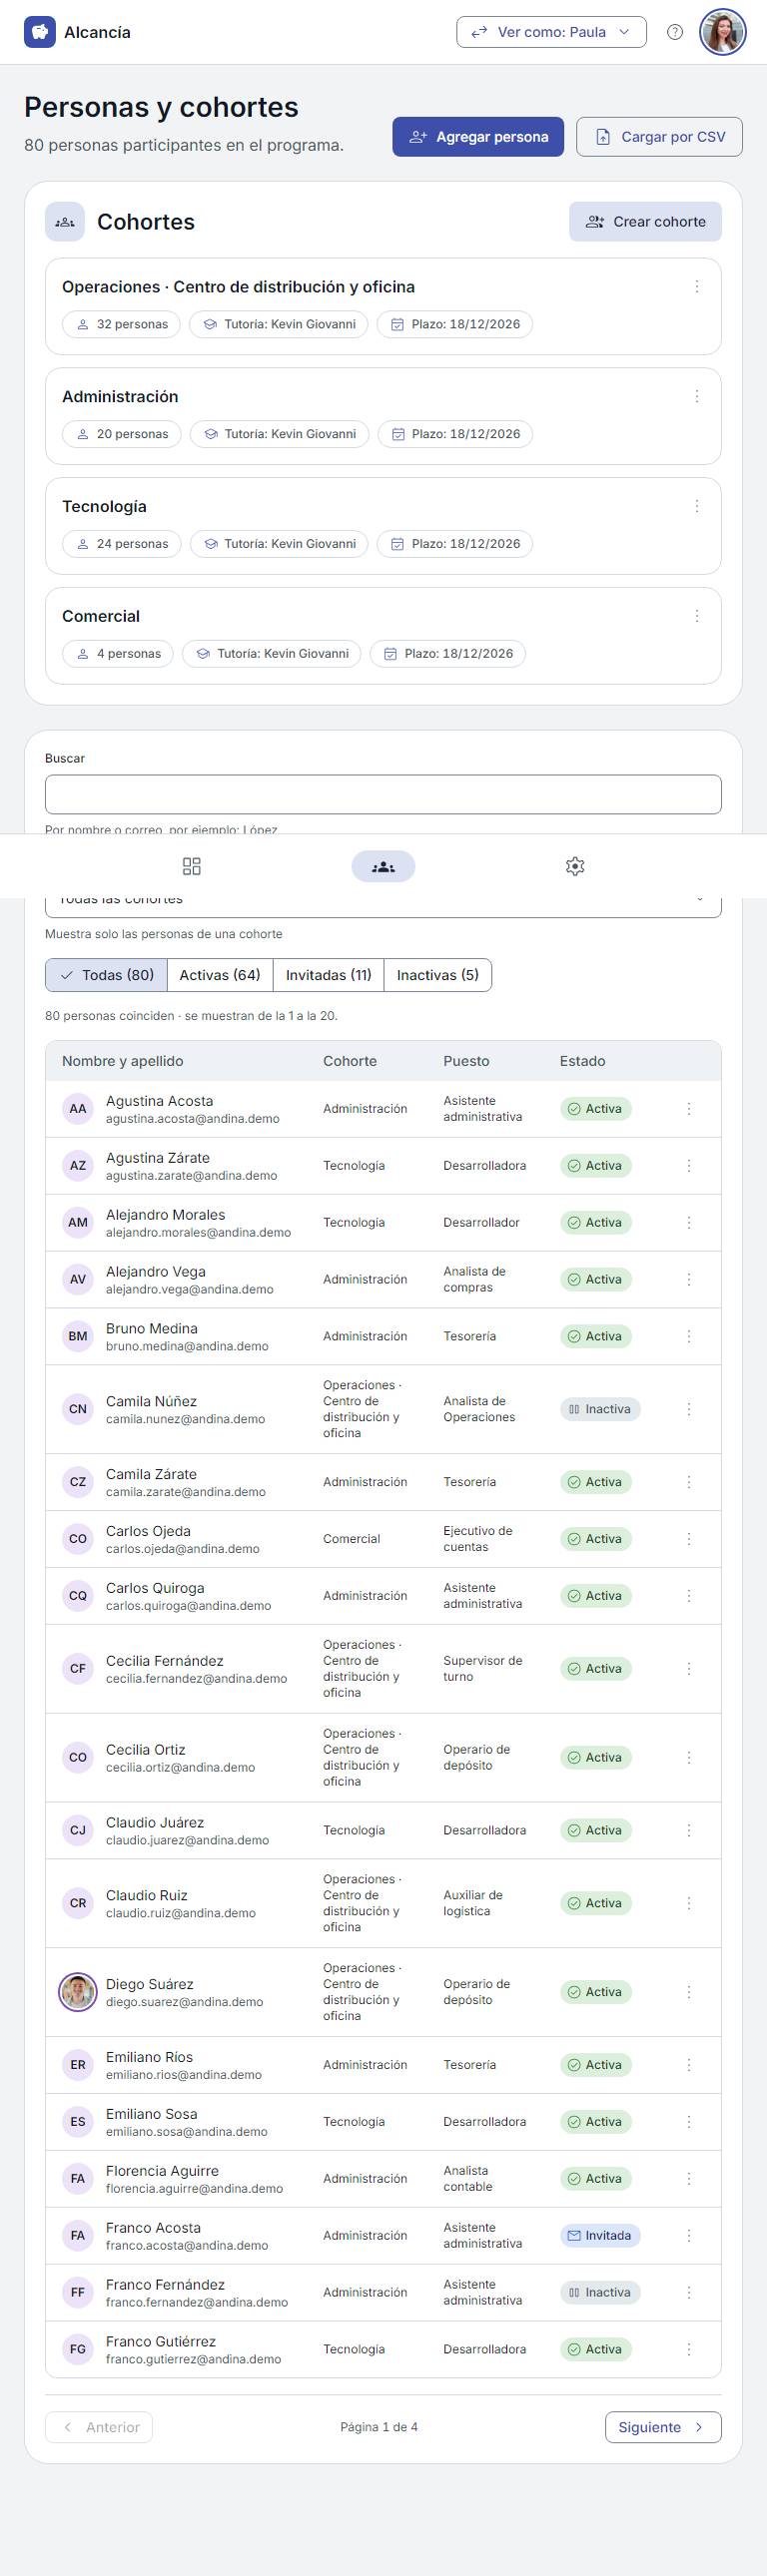 Alcancía
Ver como: Paula
Personas y cohortes
80 personas participantes en el programa.
Agregar persona
Cargar por CSV
Cohortes
Crear cohorte
Operaciones · Centro de distribución y oficina
32 personas
Tutoría: Kevin Giovanni
Plazo: 18/12/2026
Administración
20 personas
Tutoría: Kevin Giovanni
Plazo: 18/12/2026
Tecnología
24 personas
Tutoría: Kevin Giovanni
Plazo: 18/12/2026
Comercial
4 personas
Tutoría: Kevin Giovanni
Plazo: 18/12/2026
Buscar
Por nombre o correo, por ejemplo: López
Todas las cohortes
Muestra solo las personas de una cohorte
Todas (80)
Activas (64)
Invitadas (11)
Inactivas (5)
80 personas coinciden · se muestran de la 1 a la 20.
Nombre y apellido
Cohorte
Puesto
Estado
AA
Agustina Acosta
agustina.acosta@andina.demo
Administración
Asistente
administrativa
Activa
AZ
Agustina Zárate
agustina.zarate@andina.demo
Tecnología
Desarrolladora
Activa
AM
Alejandro Morales
alejandro.morales@andina.demo
Tecnología
Desarrollador
Activa
AV
Alejandro Vega
alejandro.vega@andina.demo
Administración
Analista de
compras
Activa
BM
Bruno Medina
bruno.medina@andina.demo
Administración
Tesorería
Activa
CN
Camila Núñez
camila.nunez@andina.demo
Operaciones ·
Centro de
distribución y
oficina
Analista de
Operaciones
Inactiva
CZ
Camila Zárate
camila.zarate@andina.demo
Administración
Tesorería
Activa
CO
Carlos Ojeda
carlos.ojeda@andina.demo
Comercial
Ejecutivo de
cuentas
Activa
CQ
Carlos Quiroga
carlos.quiroga@andina.demo
Administración
Asistente
administrativa
Activa
CF
Cecilia Fernández
cecilia.fernandez@andina.demo
Operaciones ·
Centro de
distribución y
oficina
Supervisor de
turno
Activa
CO
Cecilia Ortiz
cecilia.ortiz@andina.demo
Operaciones ·
Centro de
distribución y
oficina
Operario de
depósito
Activa
CJ
Claudio Juárez
claudio.juarez@andina.demo
Tecnología
Desarrolladora
Activa
CR
Claudio Ruiz
claudio.ruiz@andina.demo
Operaciones ·
Centro de
distribución y
oficina
Auxiliar de
logística
Activa
Diego Suárez
diego.suarez@andina.demo
Operaciones ·
Centro de
distribución y
oficina
Operario de
depósito
Activa
ER
Emiliano Ríos
emiliano.rios@andina.demo
Administración
Tesorería
Activa
ES
Emiliano Sosa
emiliano.sosa@andina.demo
Tecnología
Desarrolladora
Activa
FA
Florencia Aguirre
florencia.aguirre@andina.demo
Administración
Analista
contable
Activa
FA
Franco Acosta
franco.acosta@andina.demo
Administración
Asistente
administrativa
Invitada
FF
Franco Fernández
franco.fernandez@andina.demo
Administración
Asistente
administrativa
Inactiva
FG
Franco Gutiérrez
franco.gutierrez@andina.demo
Tecnología
Desarrolladora
Activa
Anterior
Página 1 de 4
Siguiente